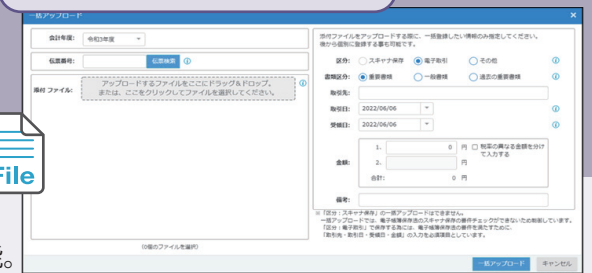 一括アップロード ×
会計年度: 令和3年度
伝票番号: 伝票検索
添付 ファイル: アップロードするファイルをここにドラッグ&ドロップ。
または、ここをクリックしてファイルを選択してください。
(0個のファイルを選択)
添付ファイルをアップロードする際に、一括登録したい情報のみ指定してください。
後から個別に登録する事も可能です。
区分: スキャナ保存 電子取引 その他
書類区分: 重要書類 一般書類 過去の重要書類
取引先:
取引日: 2022/06/06
受領日: 2022/06/06
金額:
1. 0 円 税率の異なる金額を分け
て入力する
2. 円
合計: 0 円
備考:
※「区分:スキャナ保存」の一括アップロードはできません。
一括アップロードでは、電子帳簿保存法のスキャナ保存の要件チェックができないため制限しています。
「区分:電子取引」で保存する為には、電子帳簿保存法の要件を満たすために、
「取引先・取引日・受領日・金額」の入力を必須項目としています。
一括アップロード キャンセル
File
。